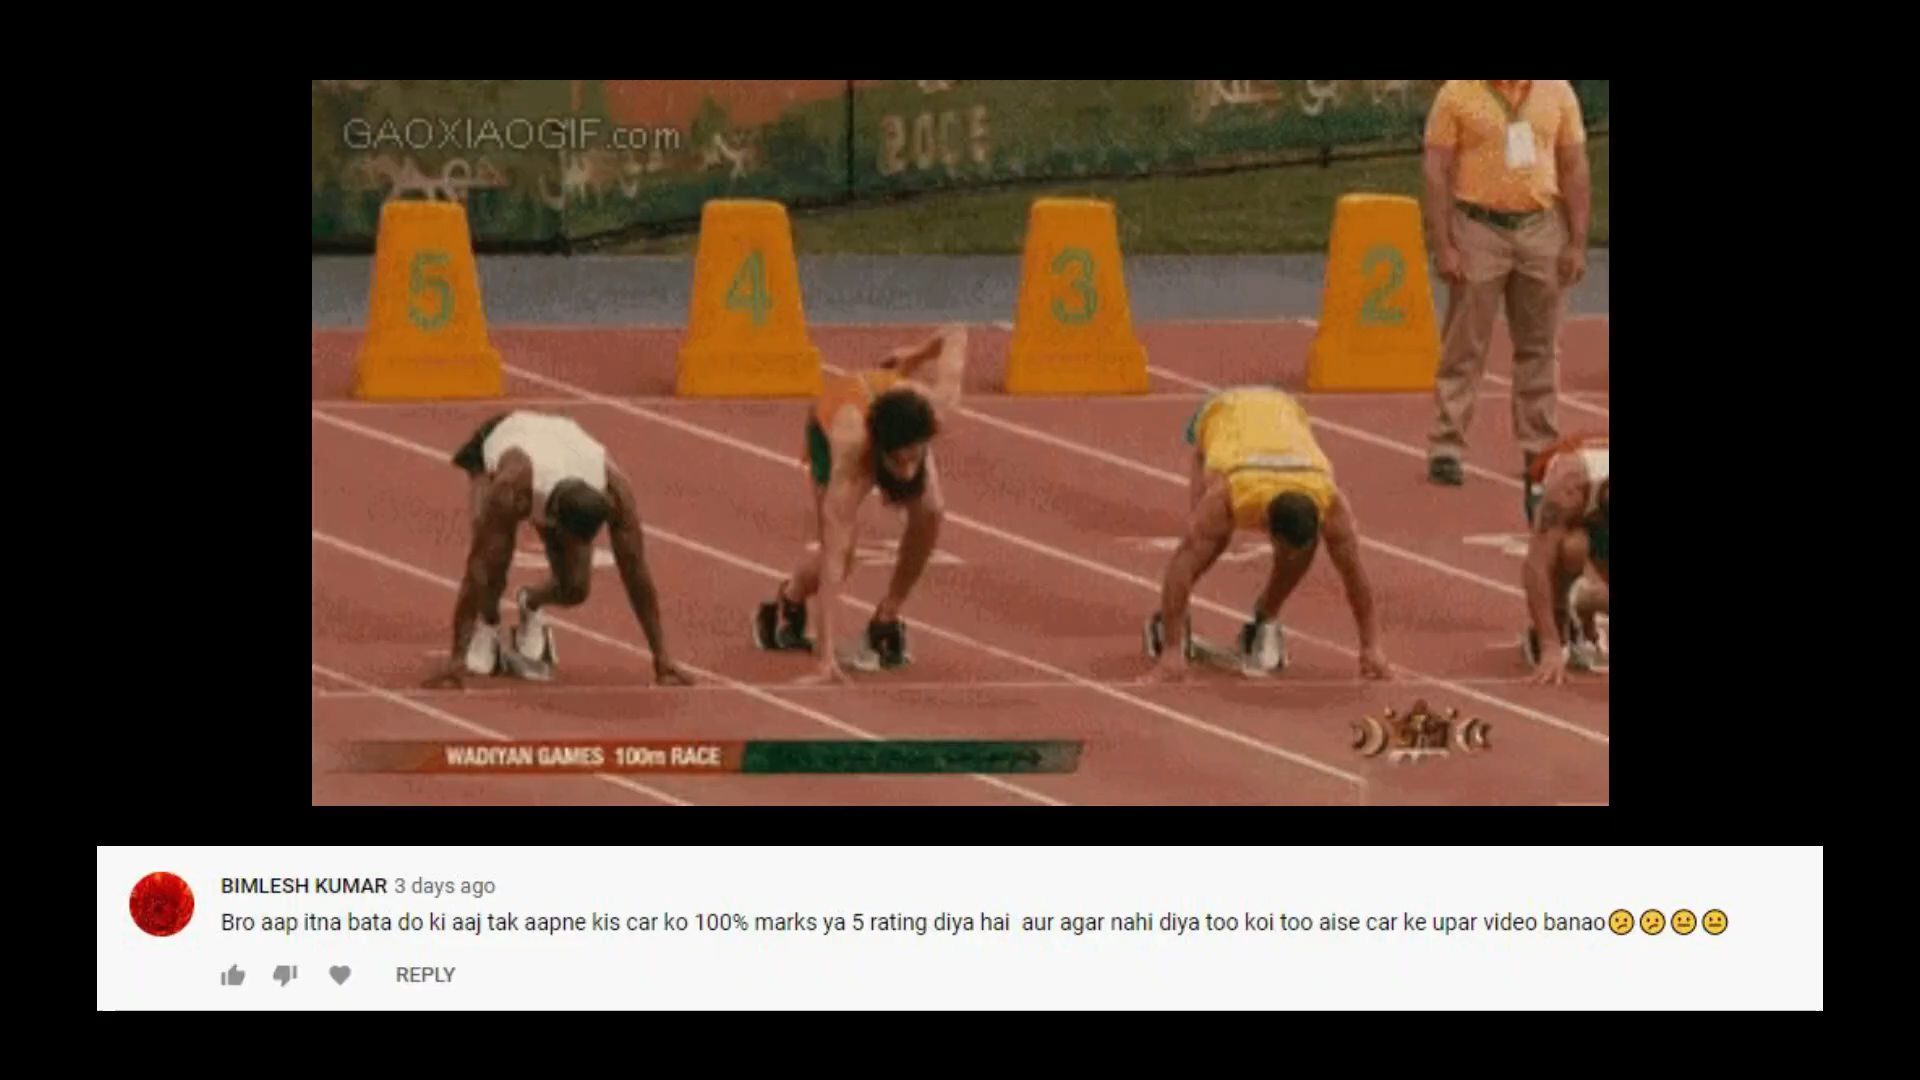 GAOXIAOGIF.com
5 4 3 2
WADIYAN GAMES 100m RACE
BIMLESH KUMAR 3 days ago
Bro aap itna bata do ki aaj tak aapne kis car ko 100% marks ya 5 rating diya hai aur agar nahi diya too koi too aise car ke upar video banao😕😕😐😐
REPLY